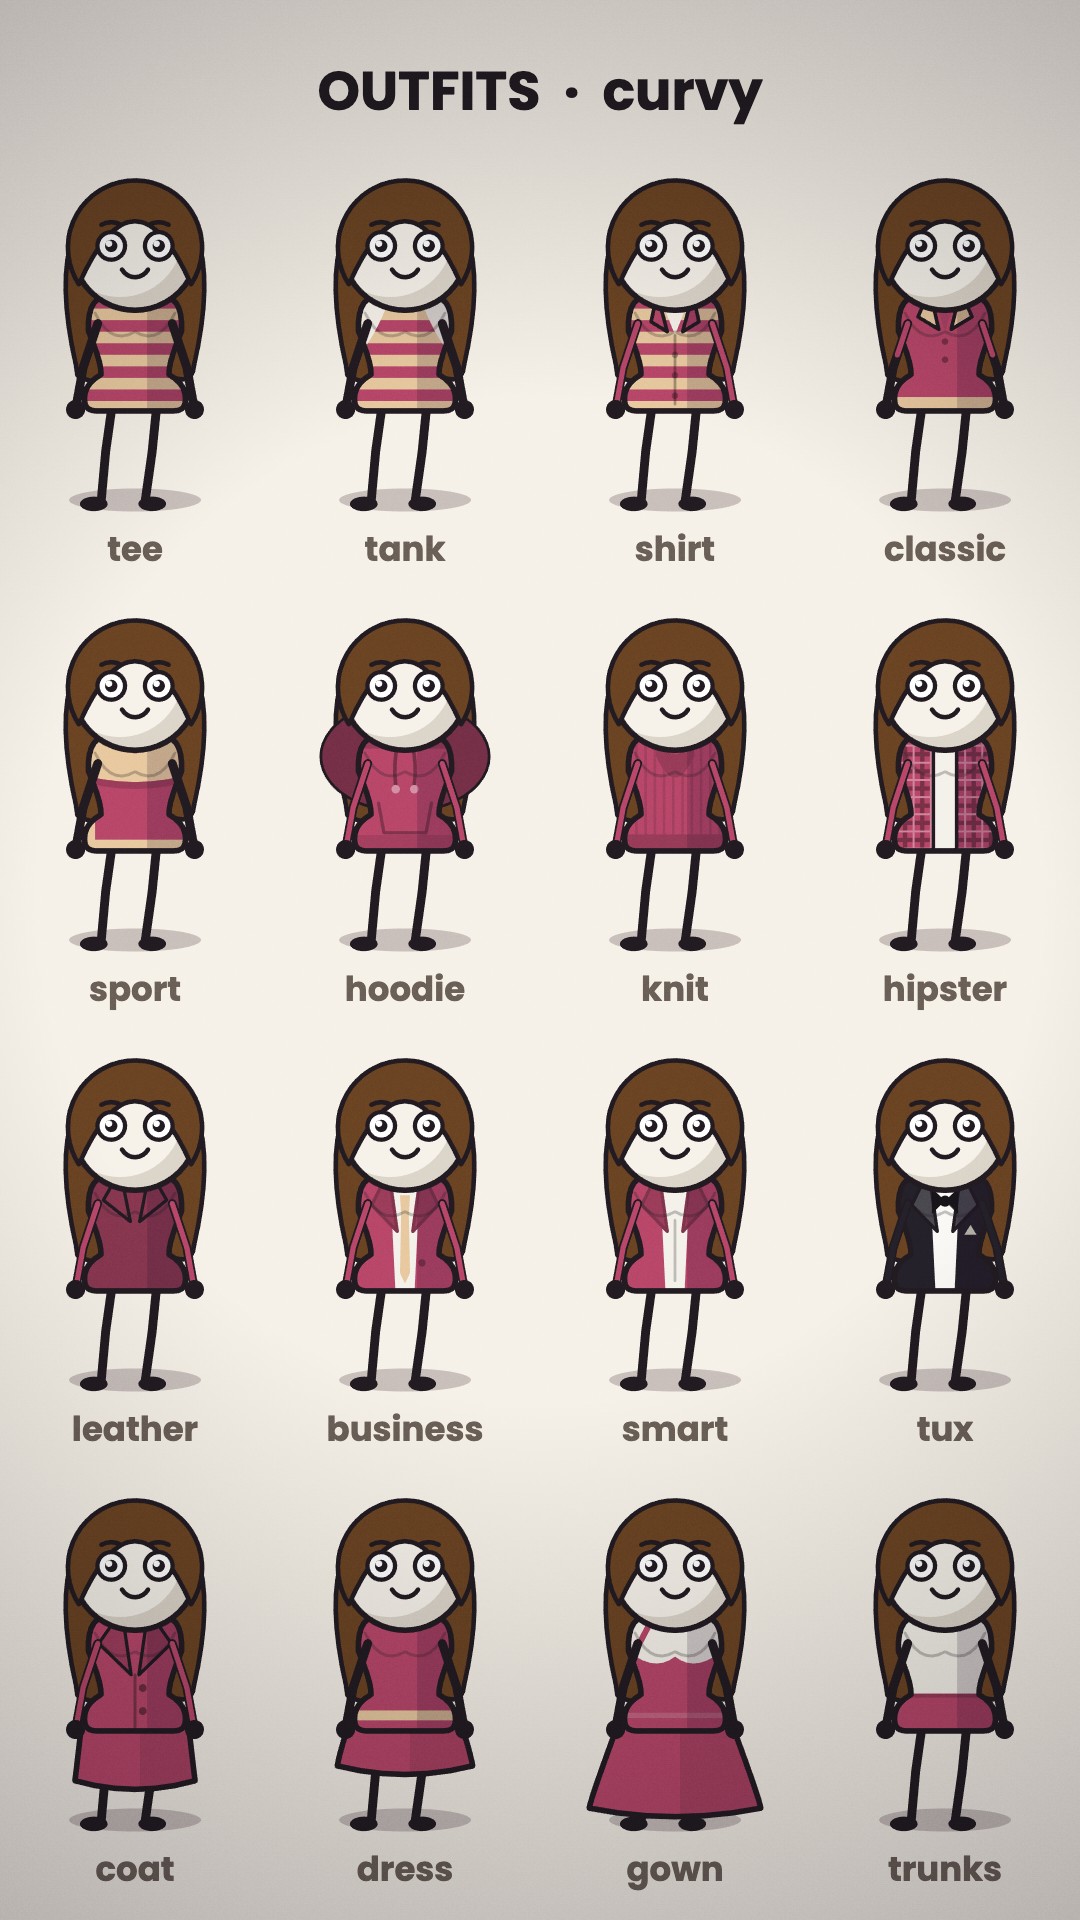 OUTFITS · curvy
tee tank shirt classic
sport hoodie knit hipster
leather business smart tux
coat dress gown trunks